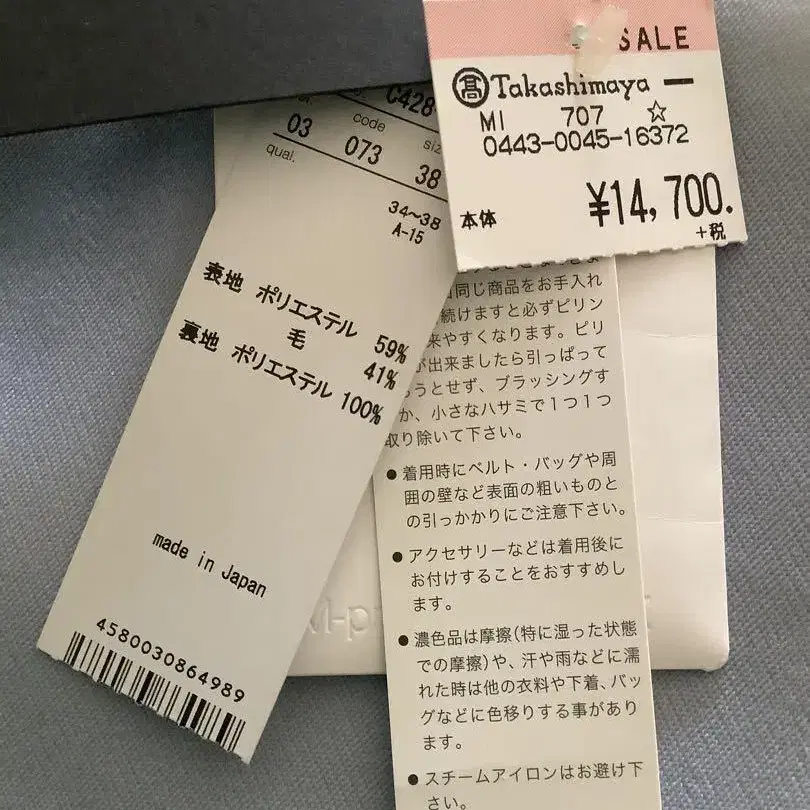 SALE
髙 Takashimaya
MI 707 ☆
0443-0045-16372
¥14,700.
本体
+税
C428
code
03 073 38
qual.
34~38
A-15
表地 ポリエステル 59%
毛 41%
裏地 ポリエステル 100%
made in Japan
4580030864989
同じ商品をお手入れ
続けますと必ずピリン
来やすくなります。ピリ
が出来ましたら引っぱって
うとせず、ブラッシングす
か、小さなハサミで1つ1つ
取り除いて下さい。
●着用時にベルト・バッグや周
囲の壁など表面の粗いものと
の引っかかりにご注意下さい。
●アクセサリーなどは着用後に
お付けすることをおすすめし
ます。
●濃色品は摩擦(特に湿った状態
での摩擦)や、汗や雨などに濡
れた時は他の衣料や下着、バッ
グなどに色移りする事があり
ます。
●スチームアイロンはお避け下
さい。